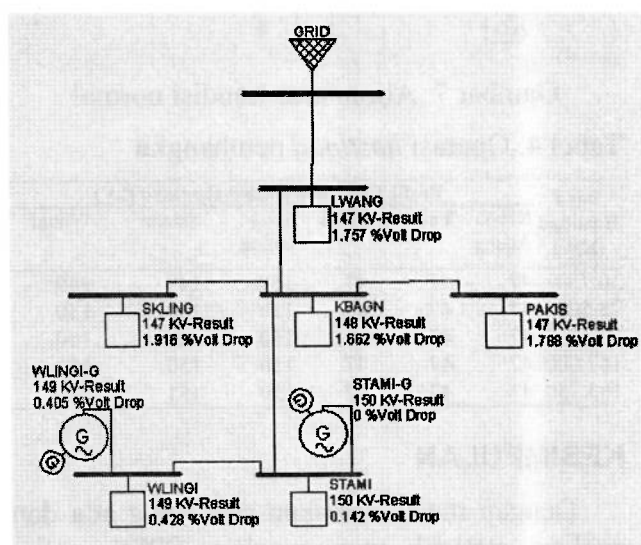 GRID
LWANG
147 KV-Result
1.757 %Volt Drop
SKLING
147 KV-Result
1.916 %Volt Drop
KBAGN
148 KV-Result
1.662 %Volt Drop
PAKIS
147 KV-Result
1.788 %Volt Drop
WLINGI-G
149 KV-Result
0.405 %Volt Drop
G
G
STAMI-G
150 KV-Result
0 %Volt Drop
G
G
WLINGI
149 KV-Result
0.428 %Volt Drop
STAMI
150 KV-Result
0.142 %Volt Drop